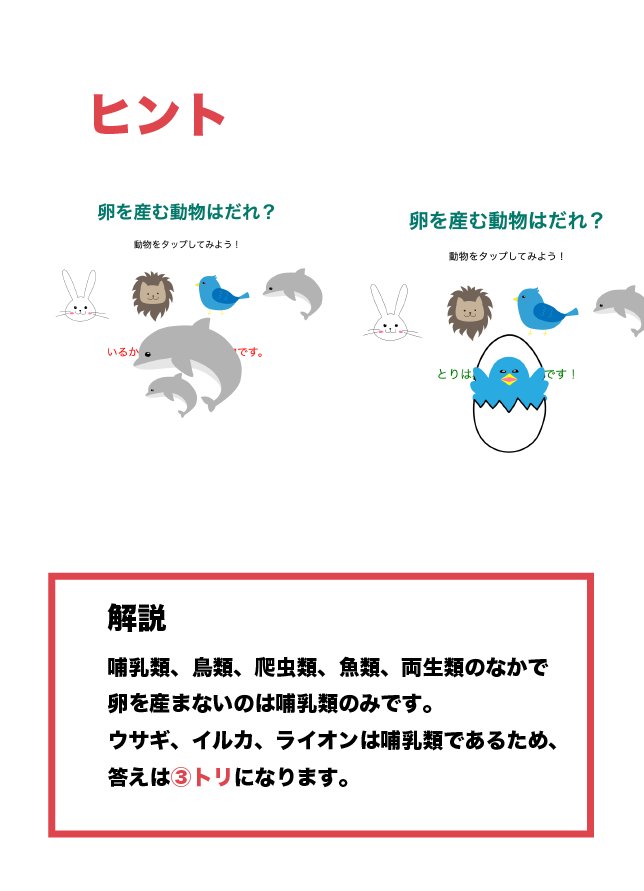 ヒント
卵を産む動物はだれ？
動物をタップしてみよう！
いるか
です。
卵を産む動物はだれ？
動物をタップしてみよう！
とりは
です！
解説
哺乳類、鳥類、爬虫類、魚類、両生類のなかで
卵を産まないのは哺乳類のみです。
ウサギ、イルカ、ライオンは哺乳類であるため、
答えは③トリになります。